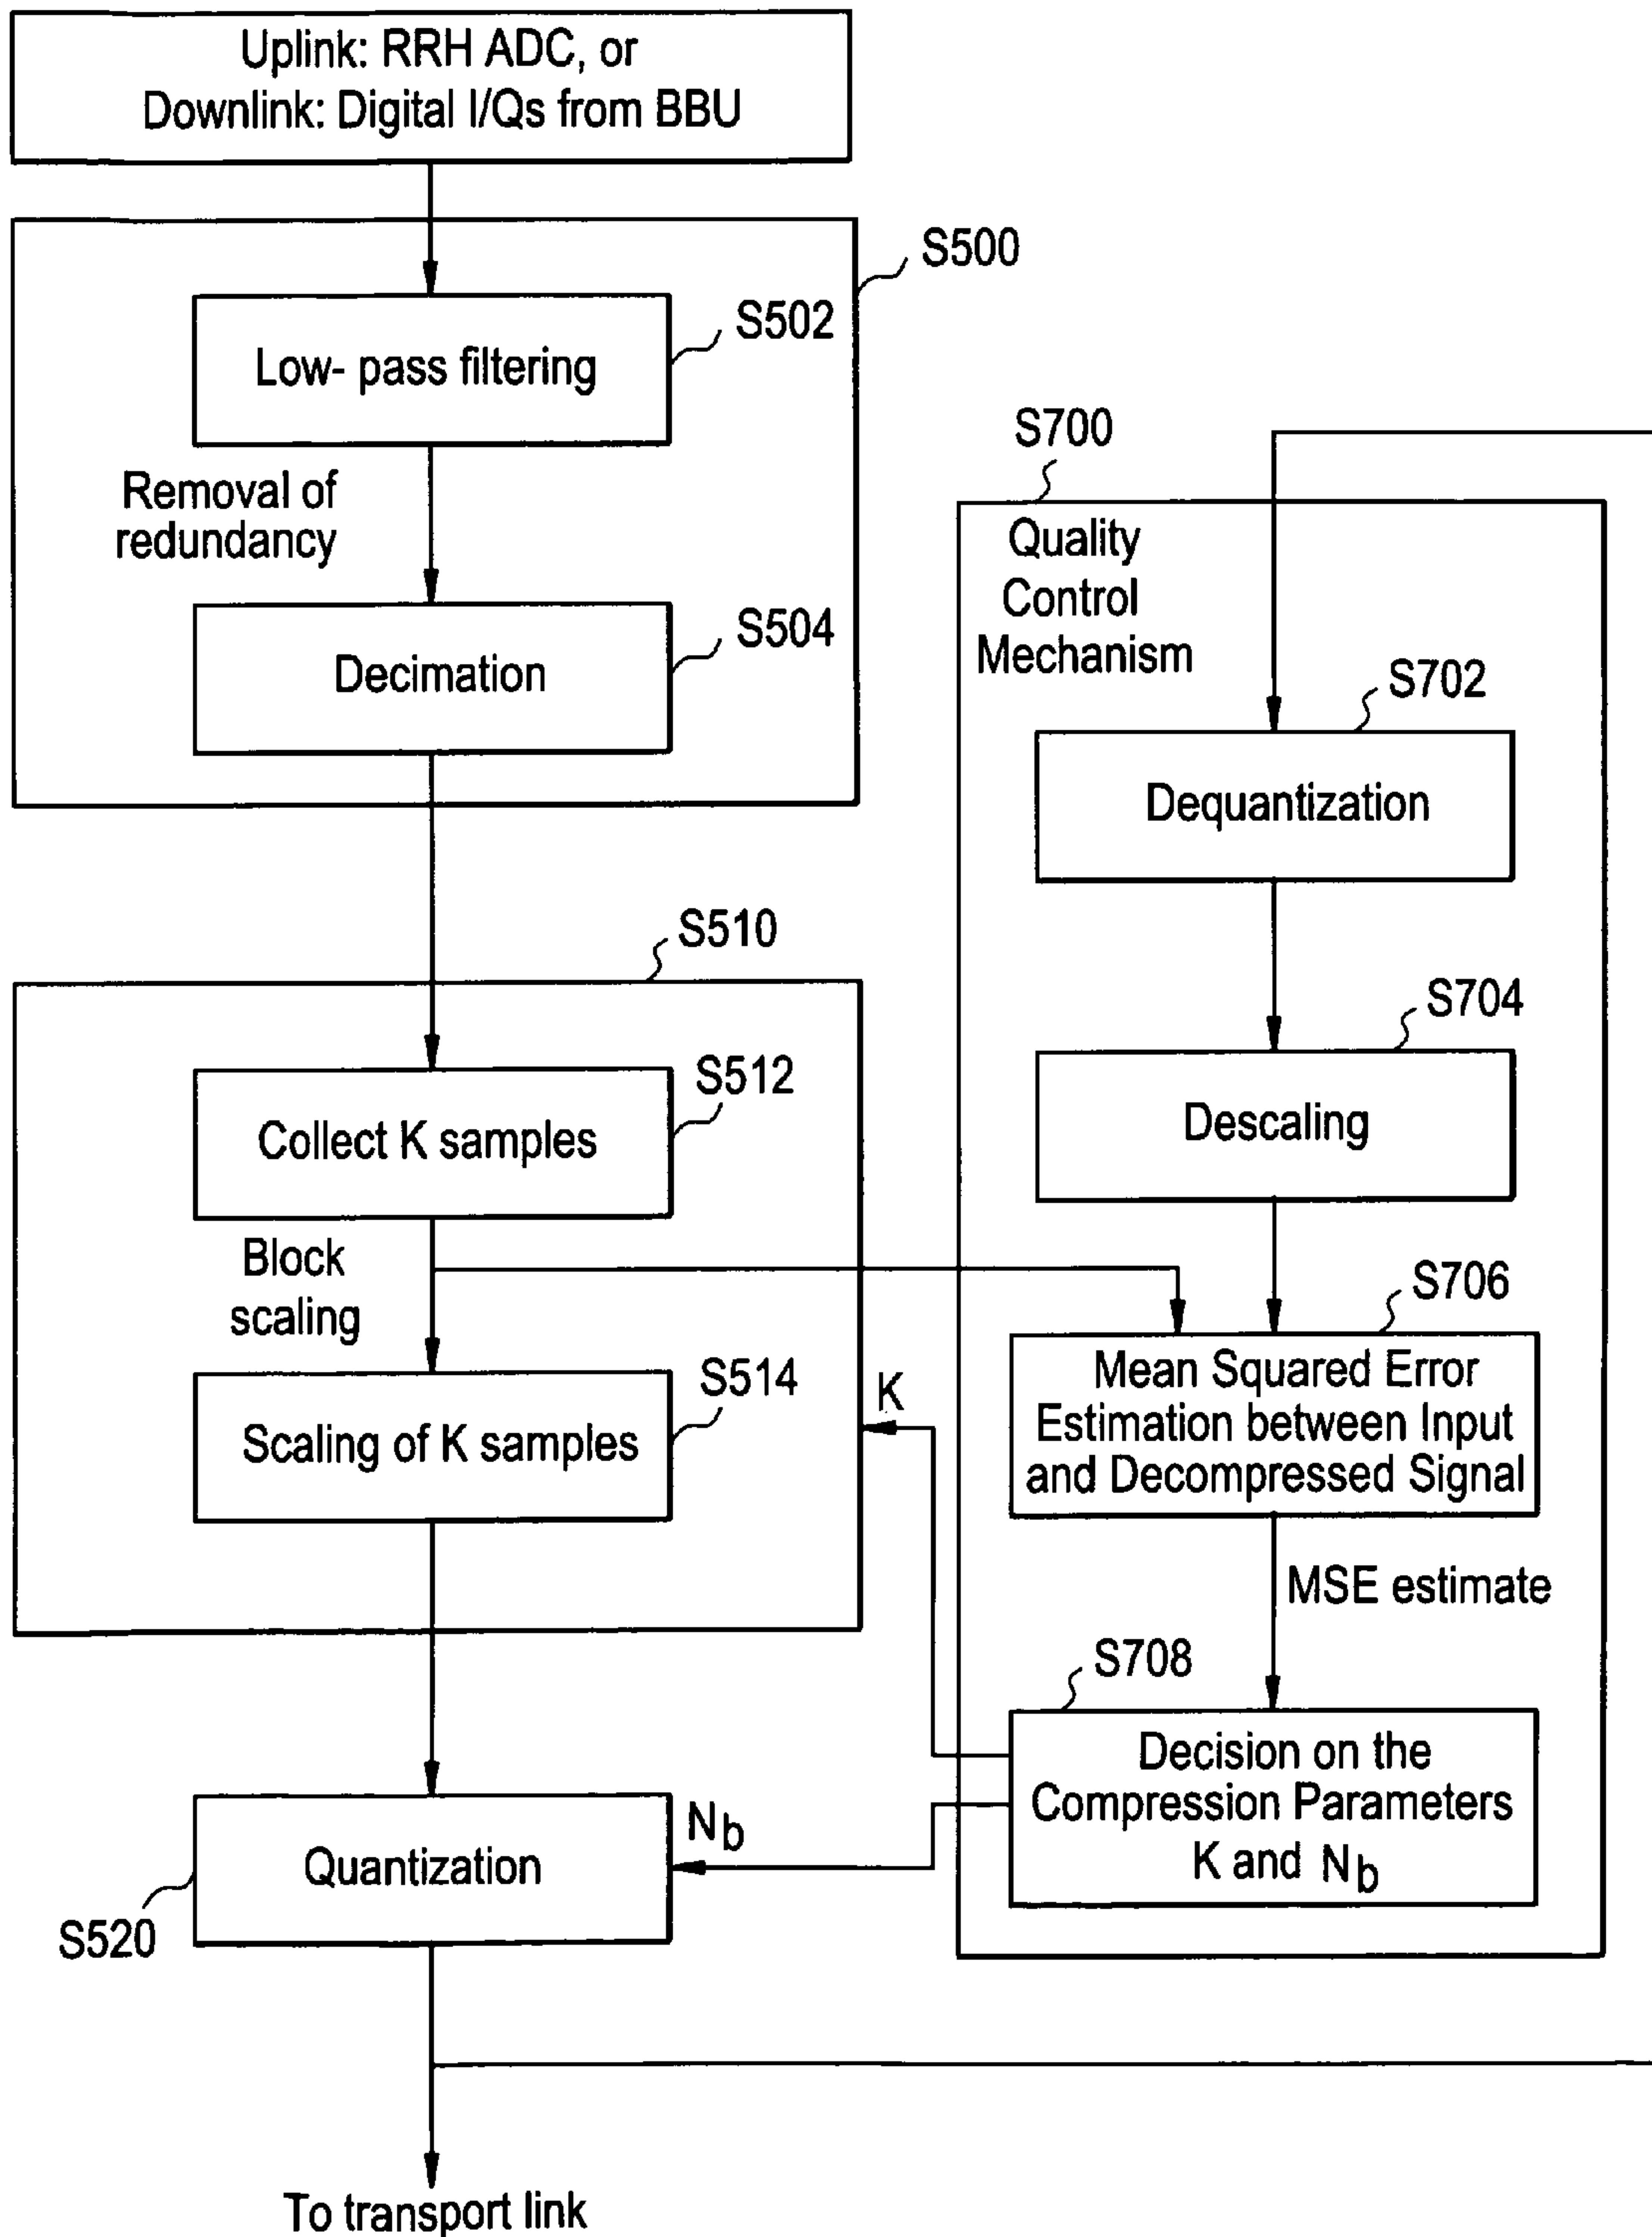 Uplink: RRH ADC, or
Downlink: Digital I/Qs from BBU
S500
S502
Low- pass filtering
Removal of
redundancy
S504
Decimation
S510
S512
Collect K samples
Block
scaling
S514
Scaling of K samples
K
Quantization
N_b
S520
To transport link
S700
Quality
Control
Mechanism
S702
Dequantization
S704
Descaling
S706
Mean Squared Error
Estimation between Input
and Decompressed Signal
MSE estimate
S708
Decision on the
Compression Parameters
K and N_b